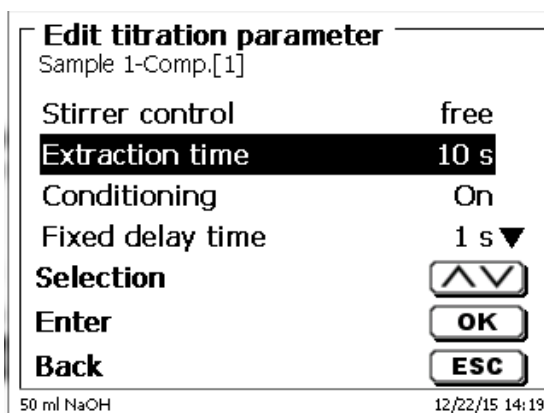 Edit titration parameter
Sample 1-Comp.[1]
Stirrer control free
Extraction time 10 s
Conditioning On
Fixed delay time 1 s▼
Selection
Enter OK
Back ESC
50 ml NaOH 12/22/15 14:19